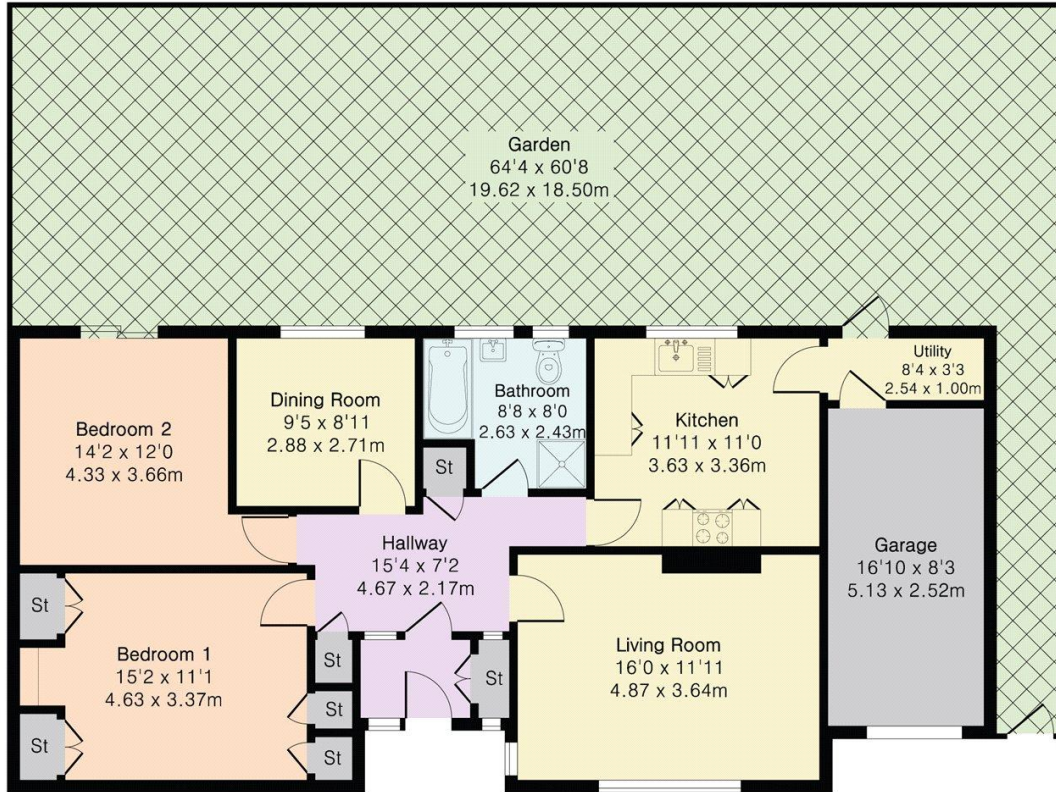 Garden
64'4 x 60'8
19.62 x 18.50m
Utility
8'4 x 3'3
2.54 x 1.00m
Dining Room
9'5 x 8'11
2.88 x 2.71m
Bathroom
8'8 x 8'0
2.63 x 2.43m
Bedroom 2
14'2 x 12'0
4.33 x 3.66m
Kitchen
11'11 x 11'0
3.63 x 3.36m
St
Hallway
15'4 x 7'2
4.67 x 2.17m
Garage
16'10 x 8'3
5.13 x 2.52m
St
Living Room
16'0 x 11'11
4.87 x 3.64m
Bedroom 1
15'2 x 11'1
4.63 x 3.37m
St
St
St
St
St